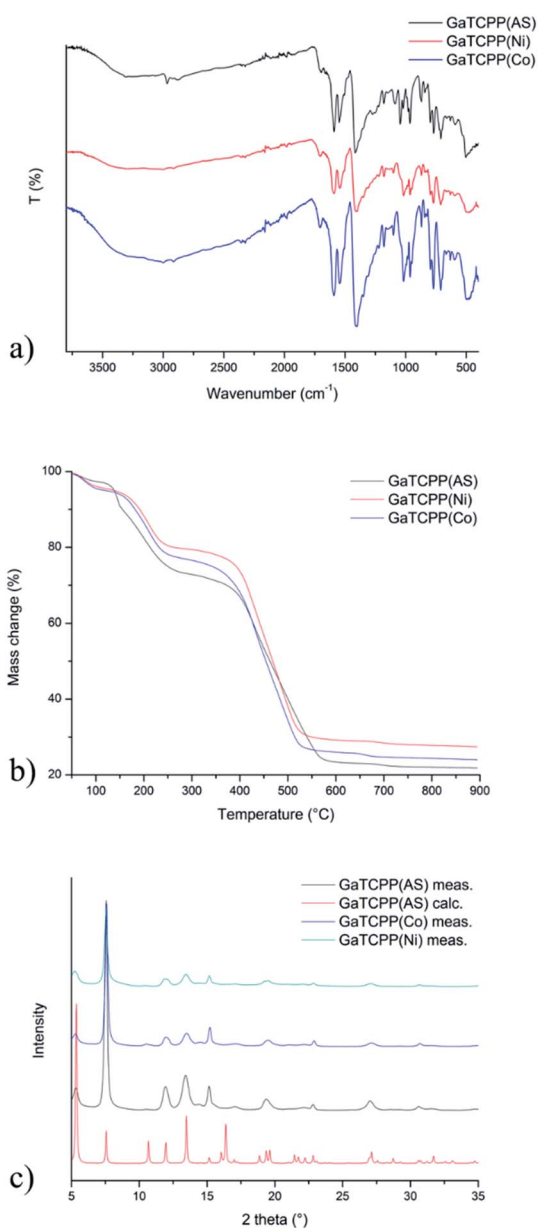 GaTCPP(AS)
GaTCPP(Ni)
GaTCPP(Co)
T (%)
3500 3000 2500 2000 1500 1000 500
Wavenumber (cm⁻¹)
a)
GaTCPP(AS)
GaTCPP(Ni)
GaTCPP(Co)
Mass change (%)
100
80
60
40
20
100 200 300 400 500 600 700 800 900
Temperature (°C)
b)
GaTCPP(AS) meas.
GaTCPP(AS) calc.
GaTCPP(Co) meas.
GaTCPP(Ni) meas.
Intensity
5 10 15 20 25 30 35
2 theta (°)
c)